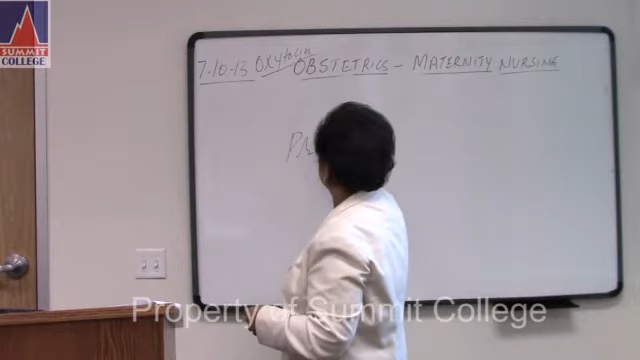 SUMMIT
COLLEGE
7-10-13 Oxytocin OBSTETRICS - MATERNITY NURSING
Property of Summit College